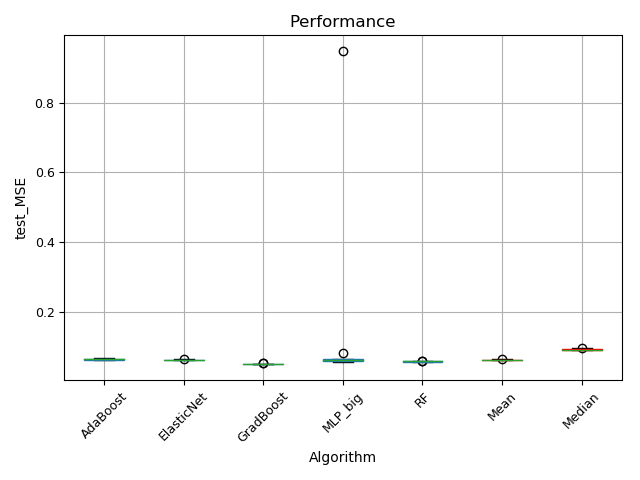 Performance
test_MSE
0.8
0.6
0.4
0.2
AdaBoost
ElasticNet
GradBoost
MLP_big
RF
Mean
Median
Algorithm